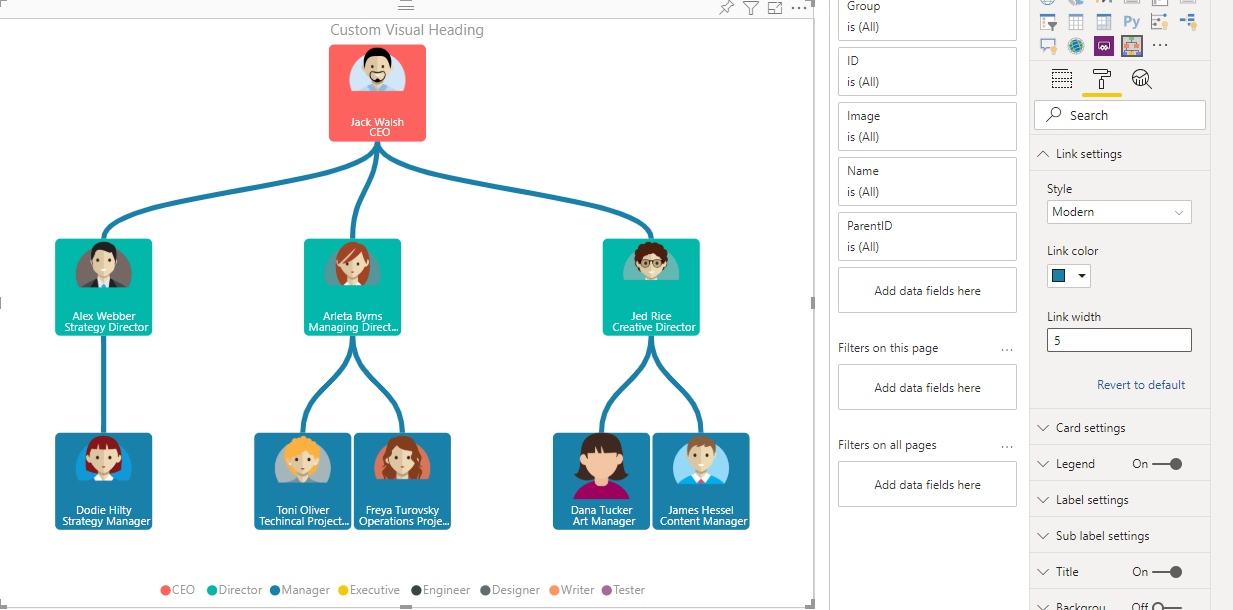 Custom Visual Heading
Jack Walsh
CEO
Alex Webber
Strategy Director
Arleta Byrns
Managing Direct...
Jed Rice
Creative Director
Dodie Hilty
Strategy Manager
Toni Oliver
Techincal Project...
Freya Turovsky
Operations Proje...
Dana Tucker
Art Manager
James Hessel
Content Manager
CEO Director Manager Executive Engineer Designer Writer Tester
Group
is (All)
ID
is (All)
Image
is (All)
Name
is (All)
ParentID
is (All)
Add data fields here
Filters on this page ...
Add data fields here
Filters on all pages ...
Add data fields here
Py
...
Search
Link settings
Style
Modern
Link color
Link width
5
Revert to default
Card settings
Legend On
Label settings
Sub label settings
Title On
Backgrou Off